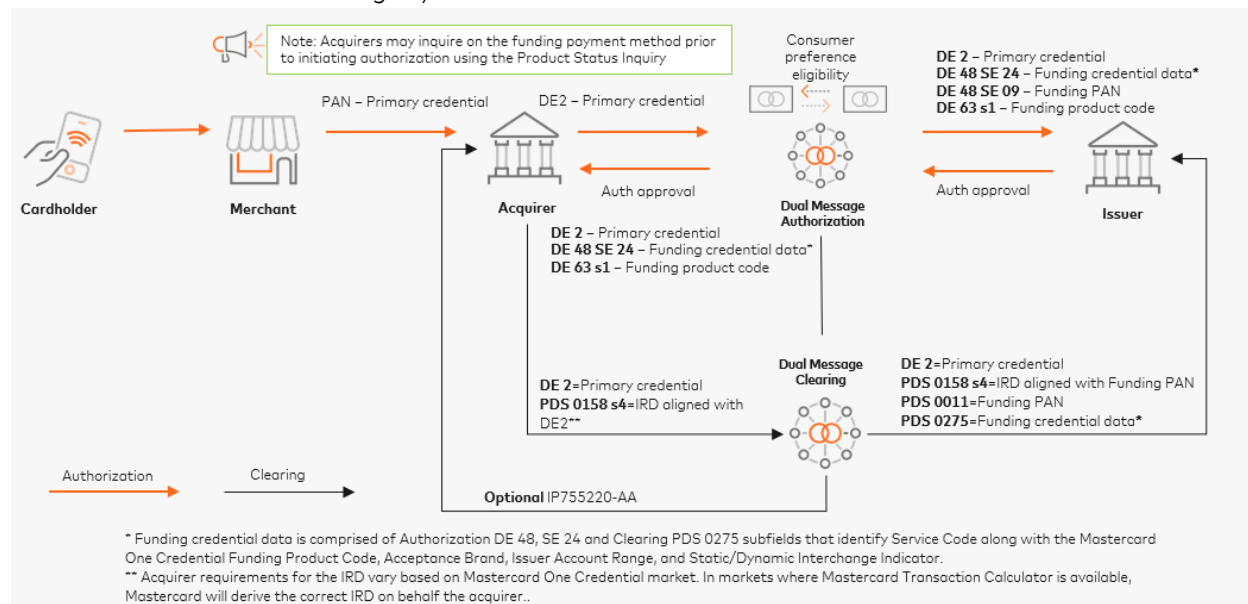 Note: Acquirers may inquire on the funding payment method prior
to initiating authorization using the Product Status Inquiry
Consumer
preference
eligibility
DE 2 – Primary credential
DE 48 SE 24 – Funding credential data*
DE 48 SE 09 – Funding PAN
DE 63 s1 – Funding product code
PAN – Primary credential
DE2 – Primary credential
Auth approval
Auth approval
Cardholder
Merchant
Acquirer
Dual Message
Authorization
Issuer
DE 2 – Primary credential
DE 48 SE 24 – Funding credential data*
DE 63 s1 – Funding product code
Dual Message
Clearing
DE 2=Primary credential
PDS 0158 s4=IRD aligned with
DE2**
DE 2=Primary credential
PDS 0158 s4=IRD aligned with Funding PAN
PDS 0011=Funding PAN
PDS 0275=Funding credential data*
Authorization
Clearing
Optional IP755220-AA
* Funding credential data is comprised of Authorization DE 48, SE 24 and Clearing PDS 0275 subfields that identify Service Code along with the Mastercard
One Credential Funding Product Code, Acceptance Brand, Issuer Account Range, and Static/Dynamic Interchange Indicator.
** Acquirer requirements for the IRD vary based on Mastercard One Credential market. In markets where Mastercard Transaction Calculator is available,
Mastercard will derive the correct IRD on behalf the acquirer..